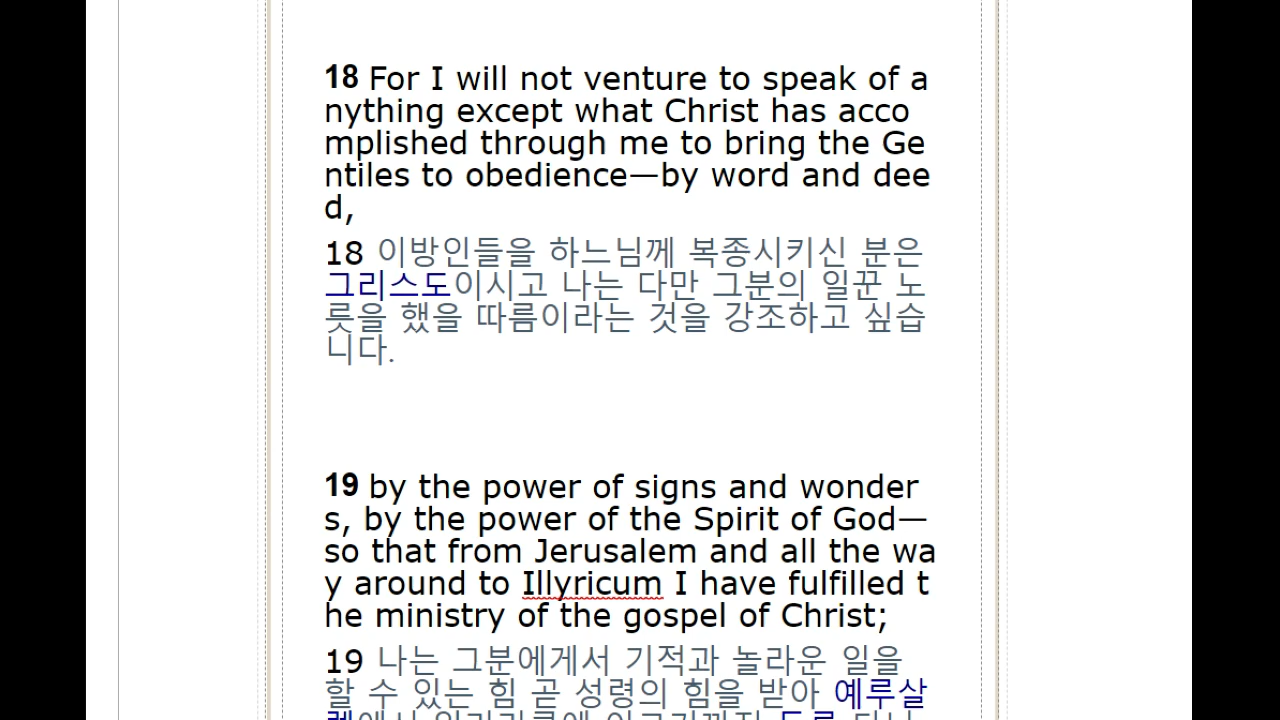 18 For I will not venture to speak of a
nything except what Christ has acco
mplished through me to bring the Ge
ntiles to obedience—by word and dee
d,
18 이방인들을 하느님께 복종시키신 분은
그리스도이시고 나는 다만 그분의 일꾼 노
릇을 했을 따름이라는 것을 강조하고 싶습
니다.
19 by the power of signs and wonder
s, by the power of the Spirit of God—
so that from Jerusalem and all the wa
y around to Illyricum I have fulfilled t
he ministry of the gospel of Christ;
19 나는 그분에게서 기적과 놀라운 일을
할 수 있는 힘 곧 성령의 힘을 받아 예루살